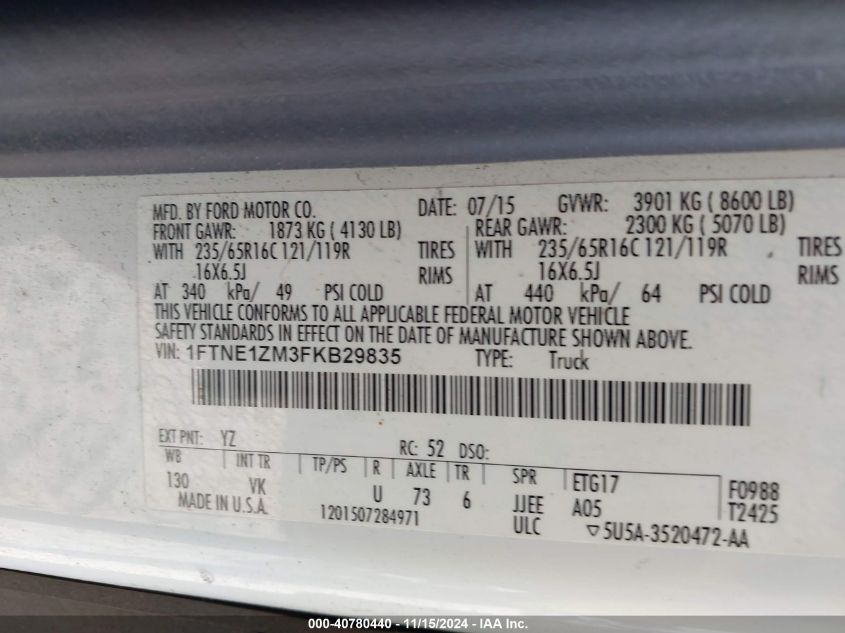 MFD. BY FORD MOTOR CO. DATE: 07/15 GVWR: 3901 KG ( 8600 LB)
FRONT GAWR: 1873 KG ( 4130 LB) REAR GAWR: 2300 KG ( 5070 LB)
WITH 235/65R16C 121/119R TIRES WITH 235/65R16C 121/119R TIRES
16X6.5J RIMS 16X6.5J RIMS
AT 340 kPa/ 49 PSI COLD AT 440 kPa/ 64 PSI COLD
THIS VEHICLE CONFORMS TO ALL APPLICABLE FEDERAL MOTOR VEHICLE
SAFETY STANDARDS IN EFFECT ON THE DATE OF MANUFACTURE SHOWN ABOVE.
VIN: 1FTNE1ZM3FKB29835 TYPE: Truck
EXT PNT: YZ RC: 52 DSO:
WB INT TR TP/PS R AXLE TR SPR ETG17 F0988
130 VK U 73 6 JJEE A05 T2425
MADE IN U.S.A. 1201507284971 ULC ▽5U5A-3520472-AA
000-40780440 - 11/15/2024 - IAA Inc.